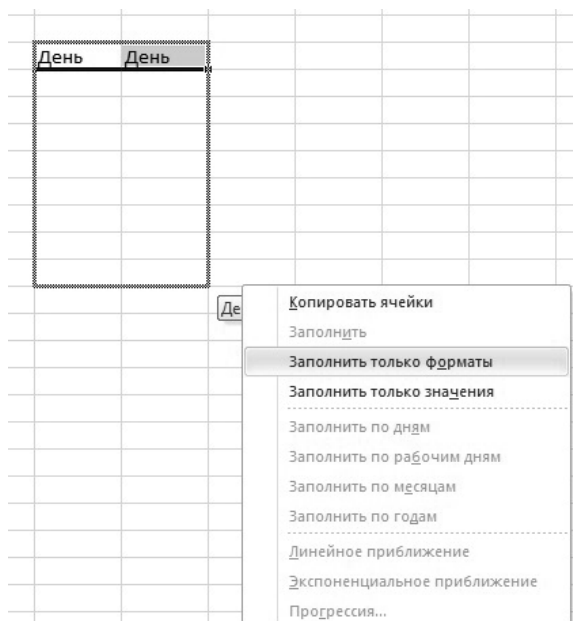 День День
Де
Копировать ячейки
Заполнить
Заполнить только форматы
Заполнить только значения
Заполнить по дням
Заполнить по рабочим дням
Заполнить по месяцам
Заполнить по годам
Линейное приближение
Экспоненциальное приближение
Прогрессия...